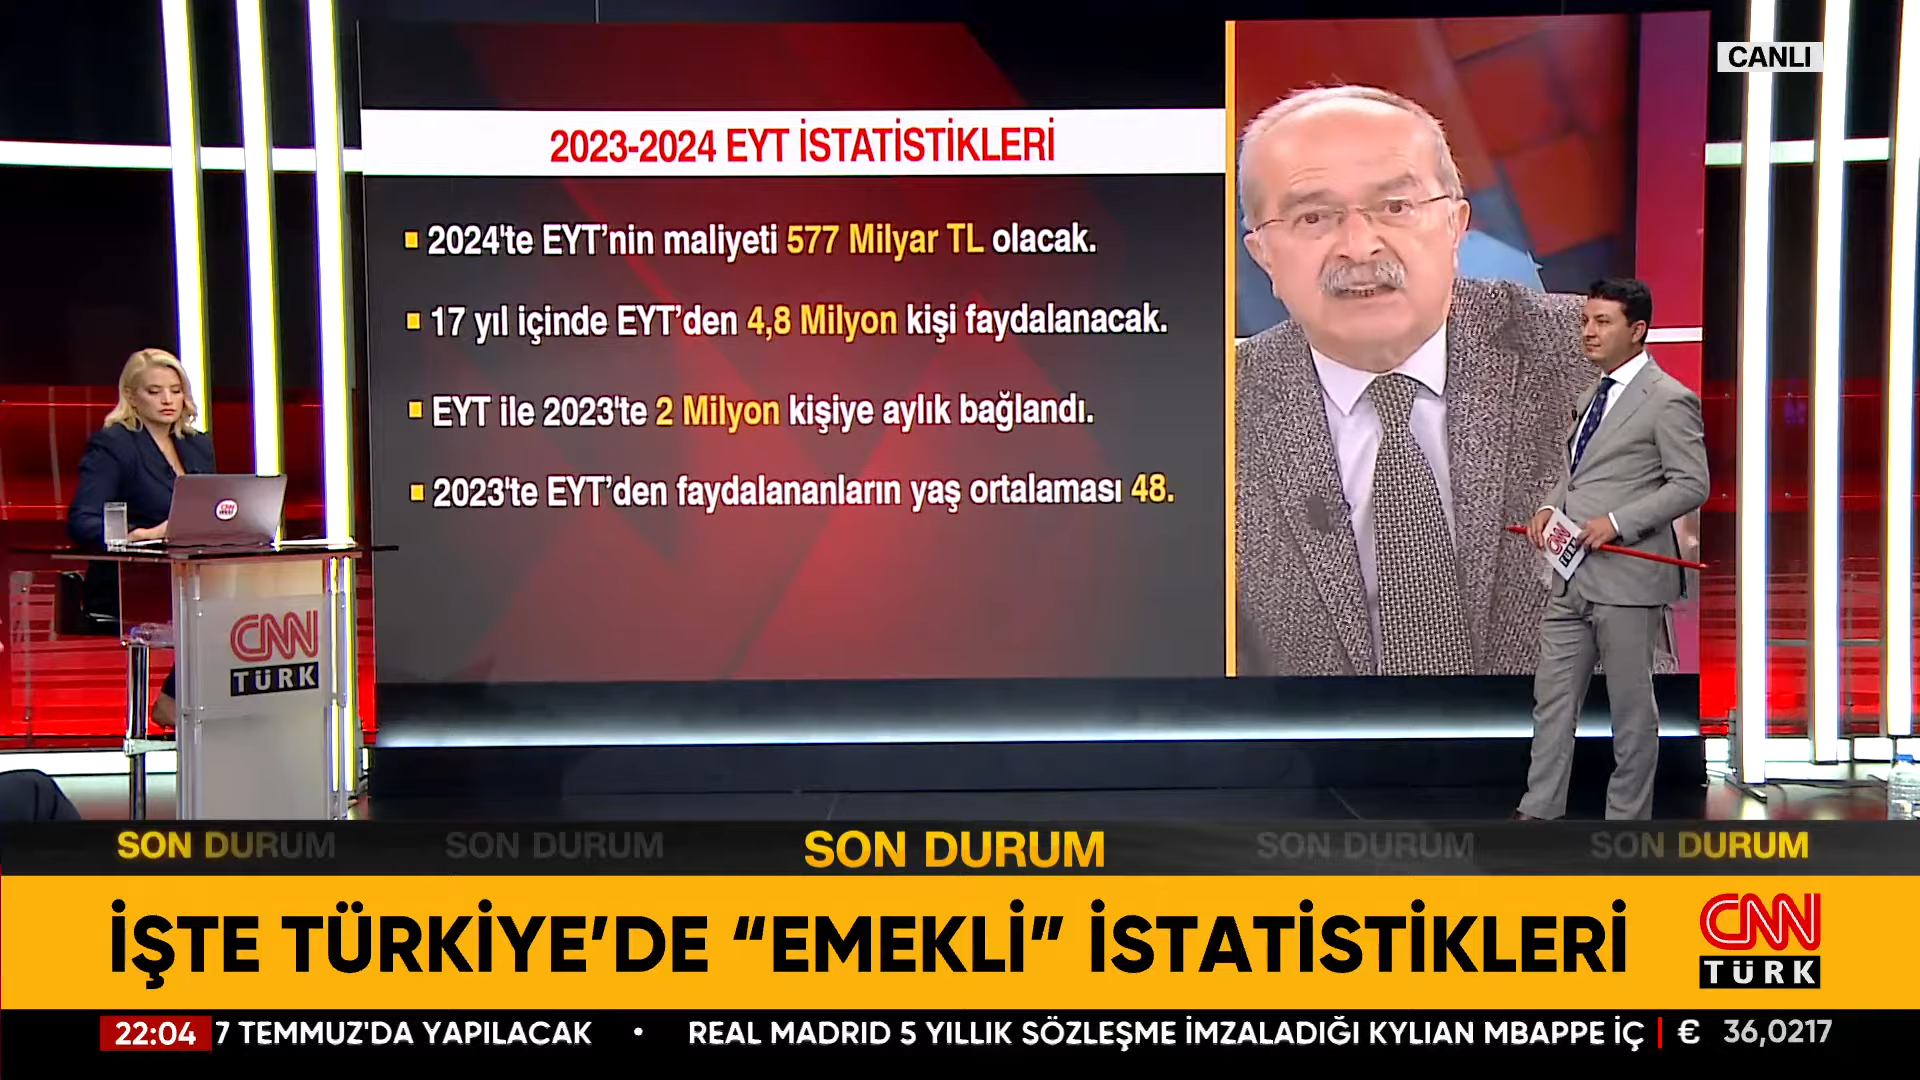 CANLI
2023-2024 EYT İSTATİSTİKLERİ
2024'te EYT’nin maliyeti 577 Milyar TL olacak.
17 yıl içinde EYT’den 4,8 Milyon kişi faydalanacak.
EYT ile 2023'te 2 Milyon kişiye aylık bağlandı.
2023'te EYT’den faydalananların yaş ortalaması 48.
CNN
TÜRK
CNN
TÜRK
SON DURUM SON DURUM SON DURUM SON DURUM SON DURUM
İŞTE TÜRKİYE’DE “EMEKLİ” İSTATİSTİKLERİ
CNN
TÜRK
22:04 7 TEMMUZ'DA YAPILACAK • REAL MADRID 5 YILLIK SÖZLEŞME İMZALADIĞI KYLIAN MBAPPE İÇ € 36,0217